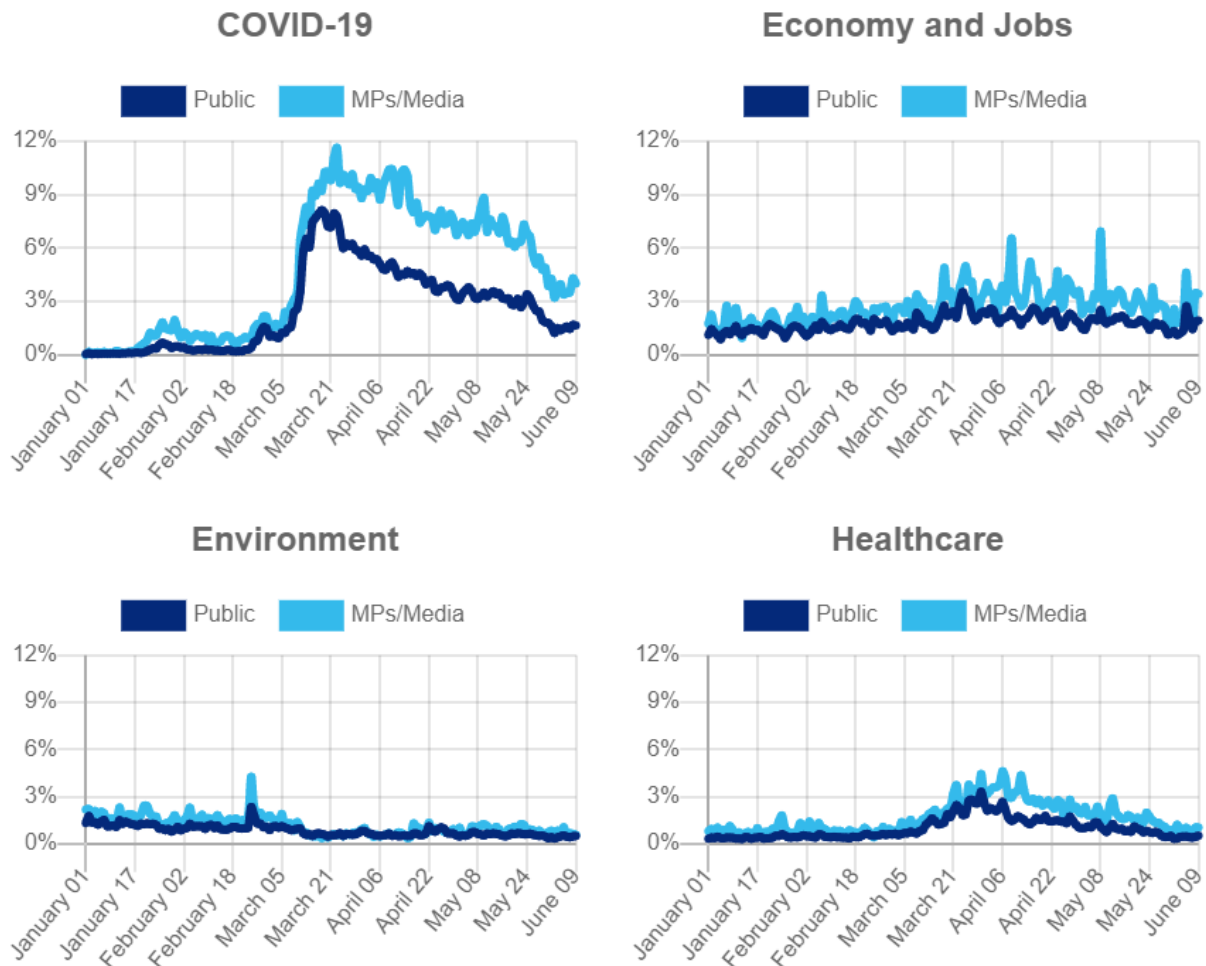 COVID-19
Public MPs/Media
12%
9%
6%
3%
0%
January 01
January 17
February 02
February 18
March 05
March 21
April 06
April 22
May 08
May 24
June 09
Economy and Jobs
Public MPs/Media
12%
9%
6%
3%
0%
January 01
January 17
February 02
February 18
March 05
March 21
April 06
April 22
May 08
May 24
June 09
Environment
Public MPs/Media
12%
9%
6%
3%
0%
January 01
January 17
February 02
February 18
March 05
March 21
April 06
April 22
May 08
May 24
June 09
Healthcare
Public MPs/Media
12%
9%
6%
3%
0%
January 01
January 17
February 02
February 18
March 05
March 21
April 06
April 22
May 08
May 24
June 09